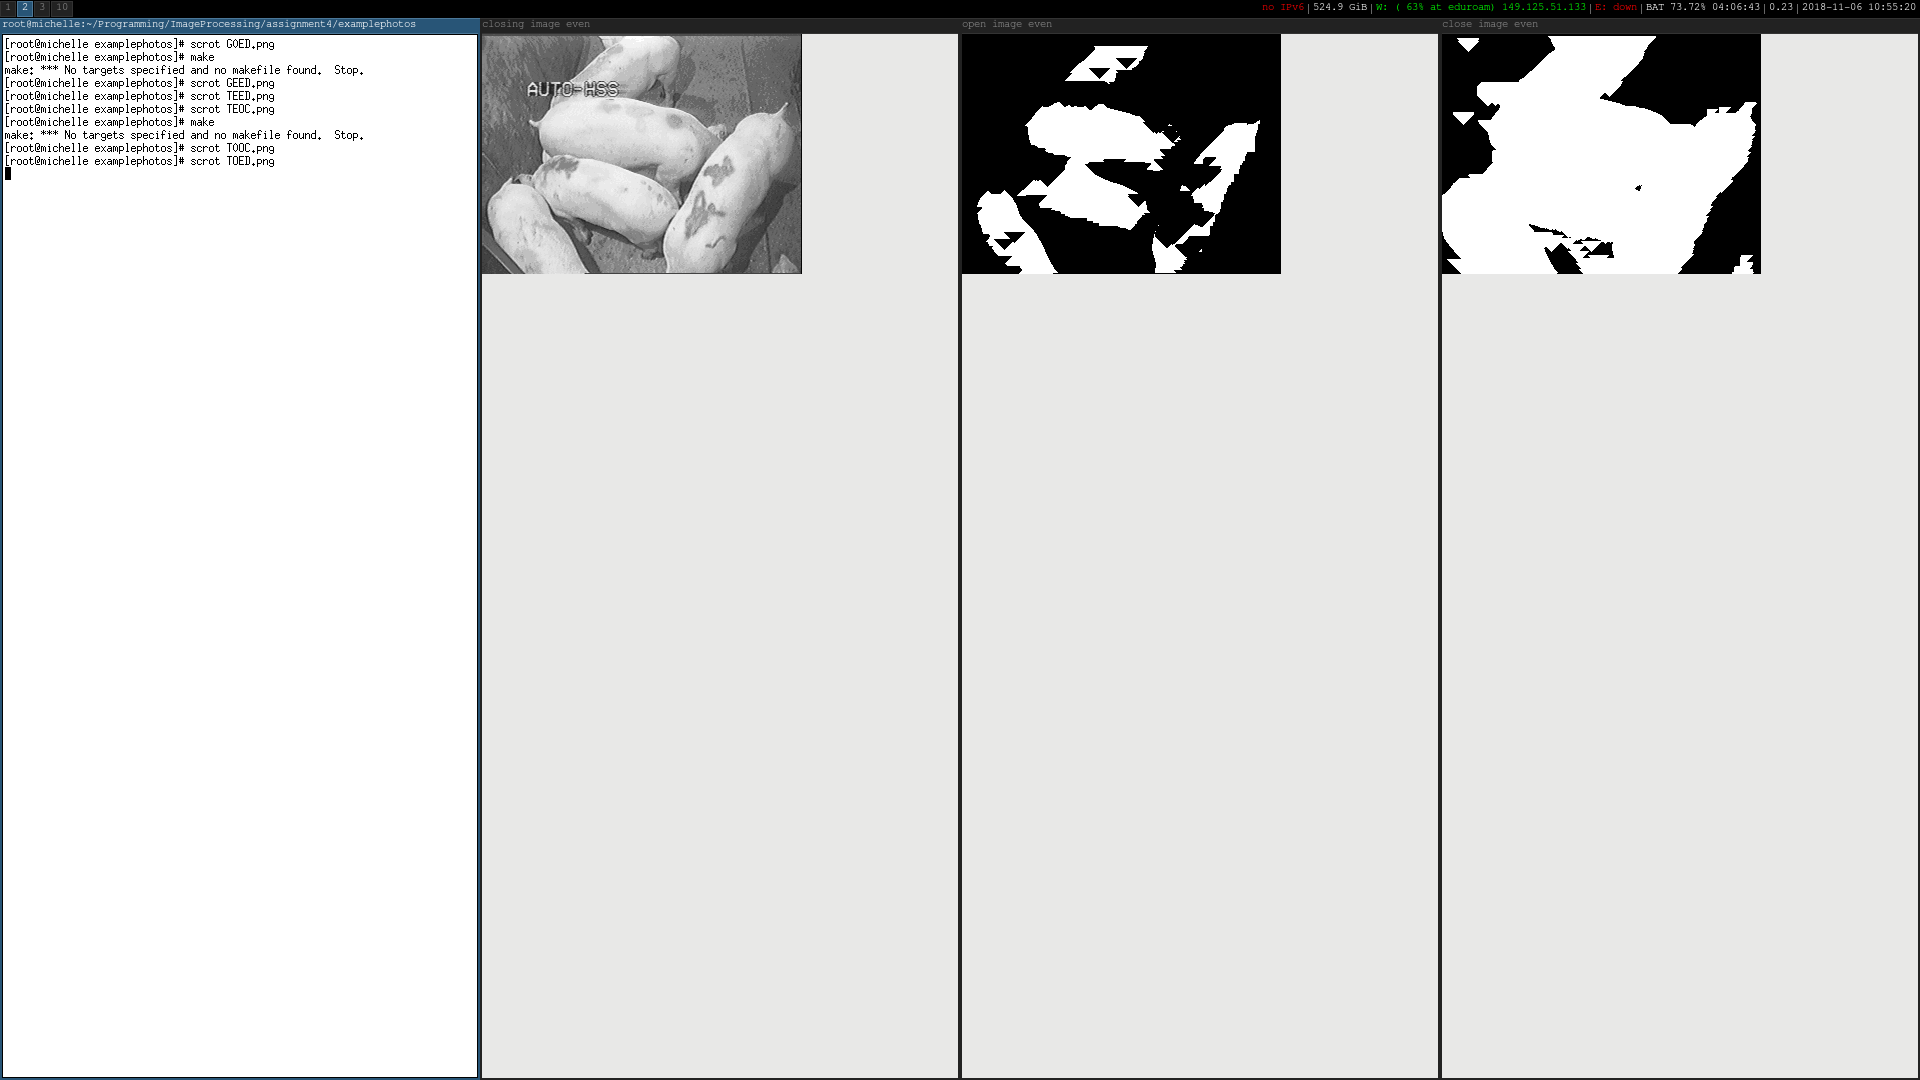 1 2 3 10
no IPv6|524.9 GiB|W: ( 63% at eduroam) 149.125.51.133|E: down|BAT 73.72% 04:06:43|0.23|2018-11-06 10:55:20
root@michelle:~/Programming/ImageProcessing/assignment4/examplephotos
[root@michelle examplephotos]# scrot GOED.png
[root@michelle examplephotos]# make
make: *** No targets specified and no makefile found.  Stop.
[root@michelle examplephotos]# scrot GEED.png
[root@michelle examplephotos]# scrot TEED.png
[root@michelle examplephotos]# scrot TEOC.png
[root@michelle examplephotos]# make
make: *** No targets specified and no makefile found.  Stop.
[root@michelle examplephotos]# scrot TOOC.png
[root@michelle examplephotos]# scrot TOED.png
closing image even
AUTO-HSS
open image even
close image even